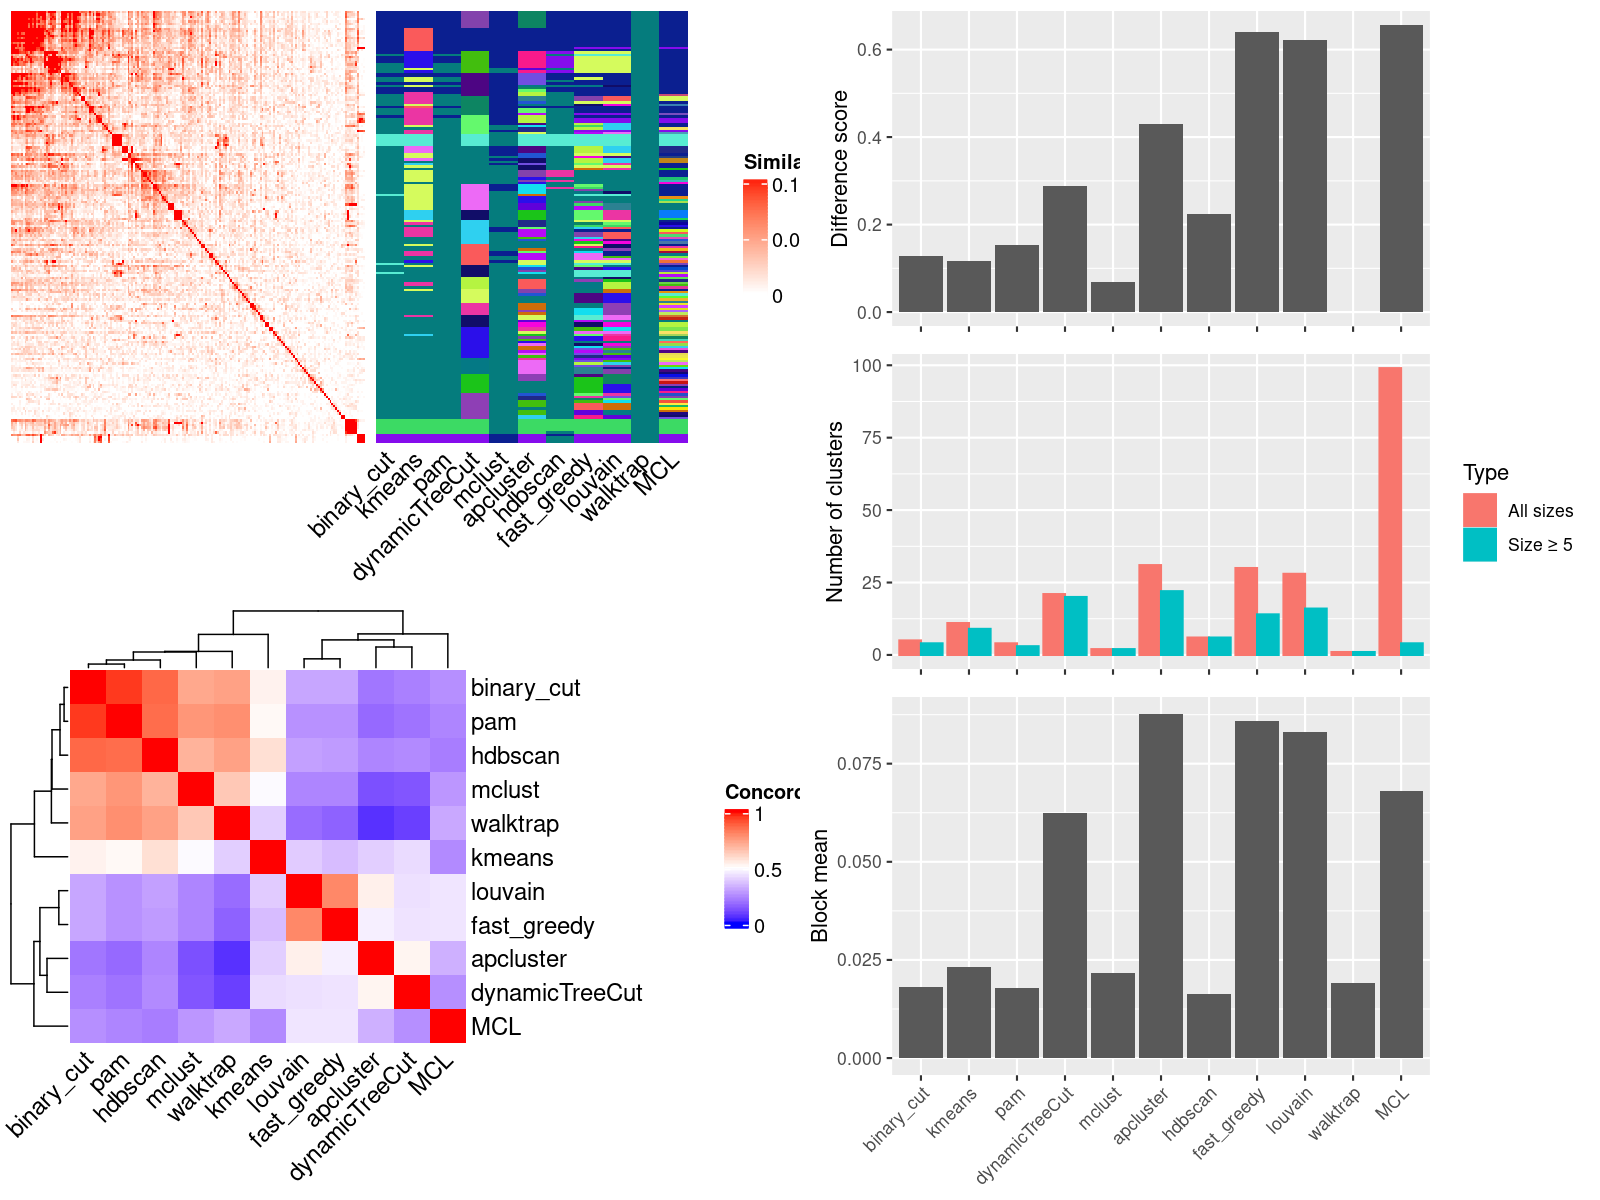 Simila
0.1
0.0
0
binary_cut
kmeans
pam
dynamicTreeCut
mclust
apcluster
hdbscan
fast_greedy
louvain
walktrap
MCL
binary_cut
pam
hdbscan
mclust
walktrap
kmeans
louvain
fast_greedy
apcluster
dynamicTreeCut
MCL
Concord
1
0.5
0
binary_cut
pam
hdbscan
mclust
walktrap
kmeans
louvain
fast_greedy
apcluster
dynamicTreeCut
MCL
Difference score
0.6
0.4
0.2
0.0
Number of clusters
100
75
50
25
0
Type
All sizes
Size ≥ 5
Block mean
0.075
0.050
0.025
0.000
binary_cut
kmeans
pam
dynamicTreeCut
mclust
apcluster
hdbscan
fast_greedy
louvain
walktrap
MCL